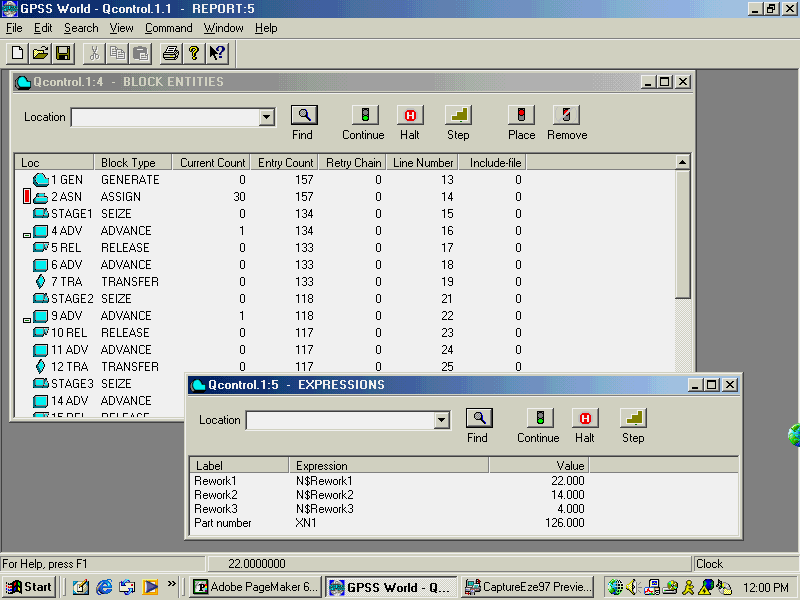 GPSS World - Qcontrol.1.1 - REPORT:5
File Edit Search View Command Window Help
Qcontrol.1:4 - BLOCK ENTITIES
Location Find Continue Halt Step Place Remove
Loc Block Type Current Count Entry Count Retry Chain Line Number Include-file
1 GEN GENERATE 0 157 0 13 0
2 ASN ASSIGN 30 157 0 14 0
STAGE1 SEIZE 0 134 0 15 0
4 ADV ADVANCE 1 134 0 16 0
5 REL RELEASE 0 133 0 17 0
6 ADV ADVANCE 0 133 0 18 0
7 TRA TRANSFER 0 133 0 19 0
STAGE2 SEIZE 0 118 0 21 0
9 ADV ADVANCE 1 118 0 22 0
10 REL RELEASE 0 117 0 23 0
11 ADV ADVANCE 0 117 0 24 0
12 TRA TRANSFER 0 117 0 25 0
STAGE3 SEIZE
14 ADV ADVANCE
15 REL RELEASE
Qcontrol.1:5 - EXPRESSIONS
Location Find Continue Halt Step
Label Expression Value
Rework1 N$Rework1 22.000
Rework2 N$Rework2 14.000
Rework3 N$Rework3 4.000
Part number XN1 126.000
For Help, press F1 22.0000000 Clock
Start Adobe PageMaker 6... GPSS World - Q... CaptureEze97 Previe... 12:00 PM